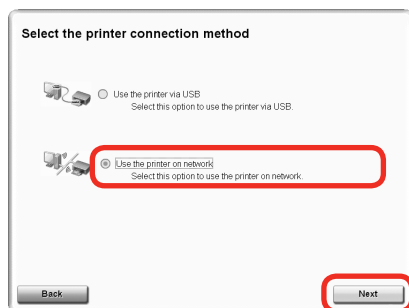 Select the printer connection method
Use the printer via USB
Select this option to use the printer via USB.
Use the printer on network
Select this option to use the printer on network.
Back
Next